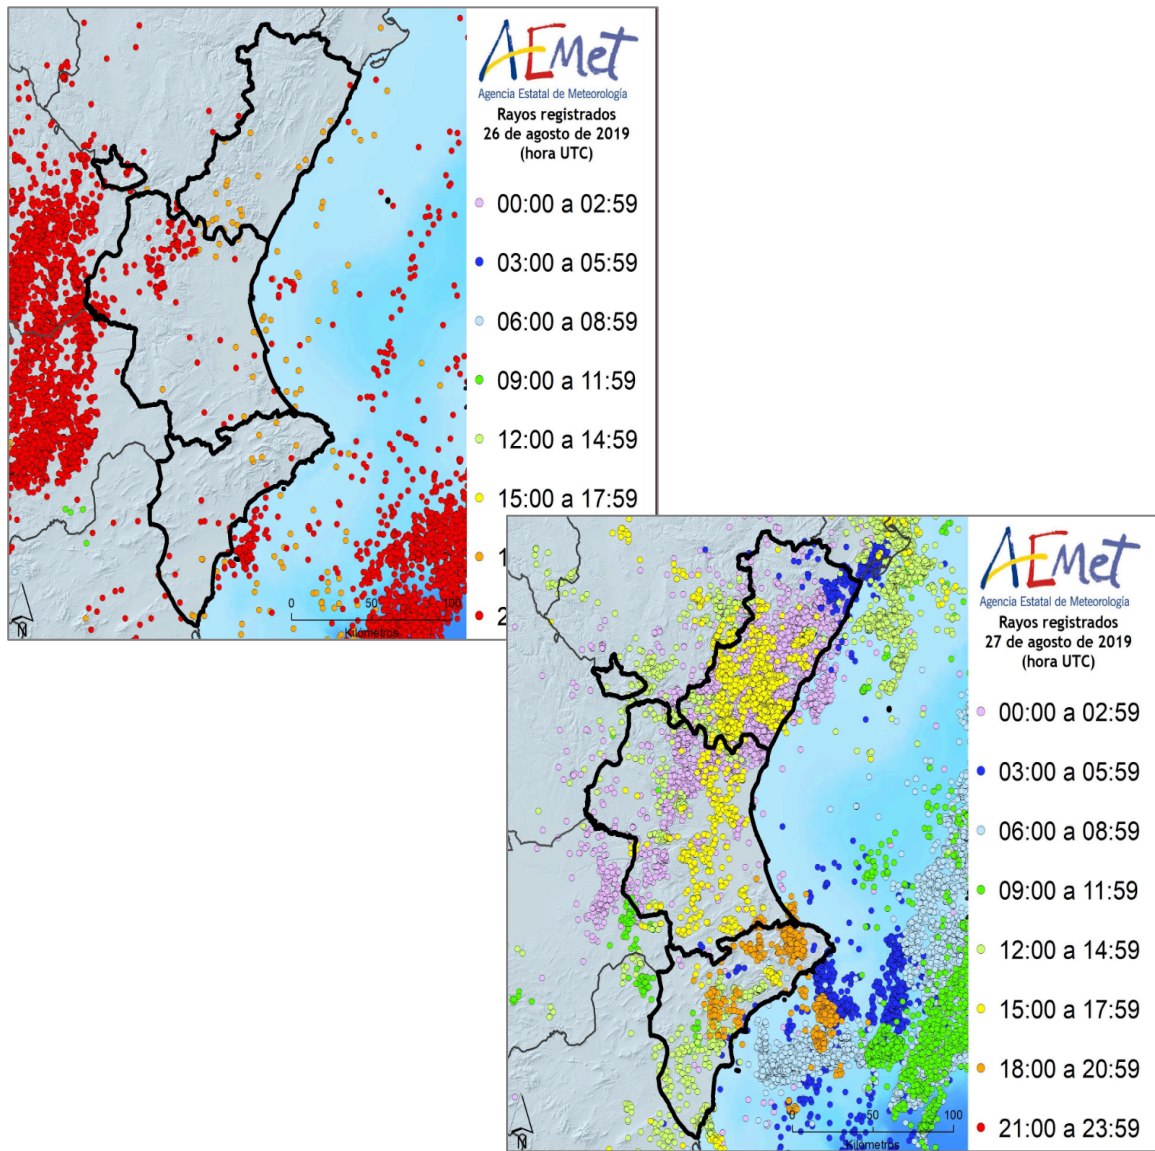 AEMet
Agencia Estatal de Meteorología
Rayos registrados
26 de agosto de 2019
(hora UTC)
00:00 a 02:59
03:00 a 05:59
06:00 a 08:59
09:00 a 11:59
12:00 a 14:59
15:00 a 17:59
1
2
0 50 100
Kilómetros
N
AEMet
Agencia Estatal de Meteorología
Rayos registrados
27 de agosto de 2019
(hora UTC)
00:00 a 02:59
03:00 a 05:59
06:00 a 08:59
09:00 a 11:59
12:00 a 14:59
15:00 a 17:59
18:00 a 20:59
21:00 a 23:59
0 50 100
Kilómetros
N